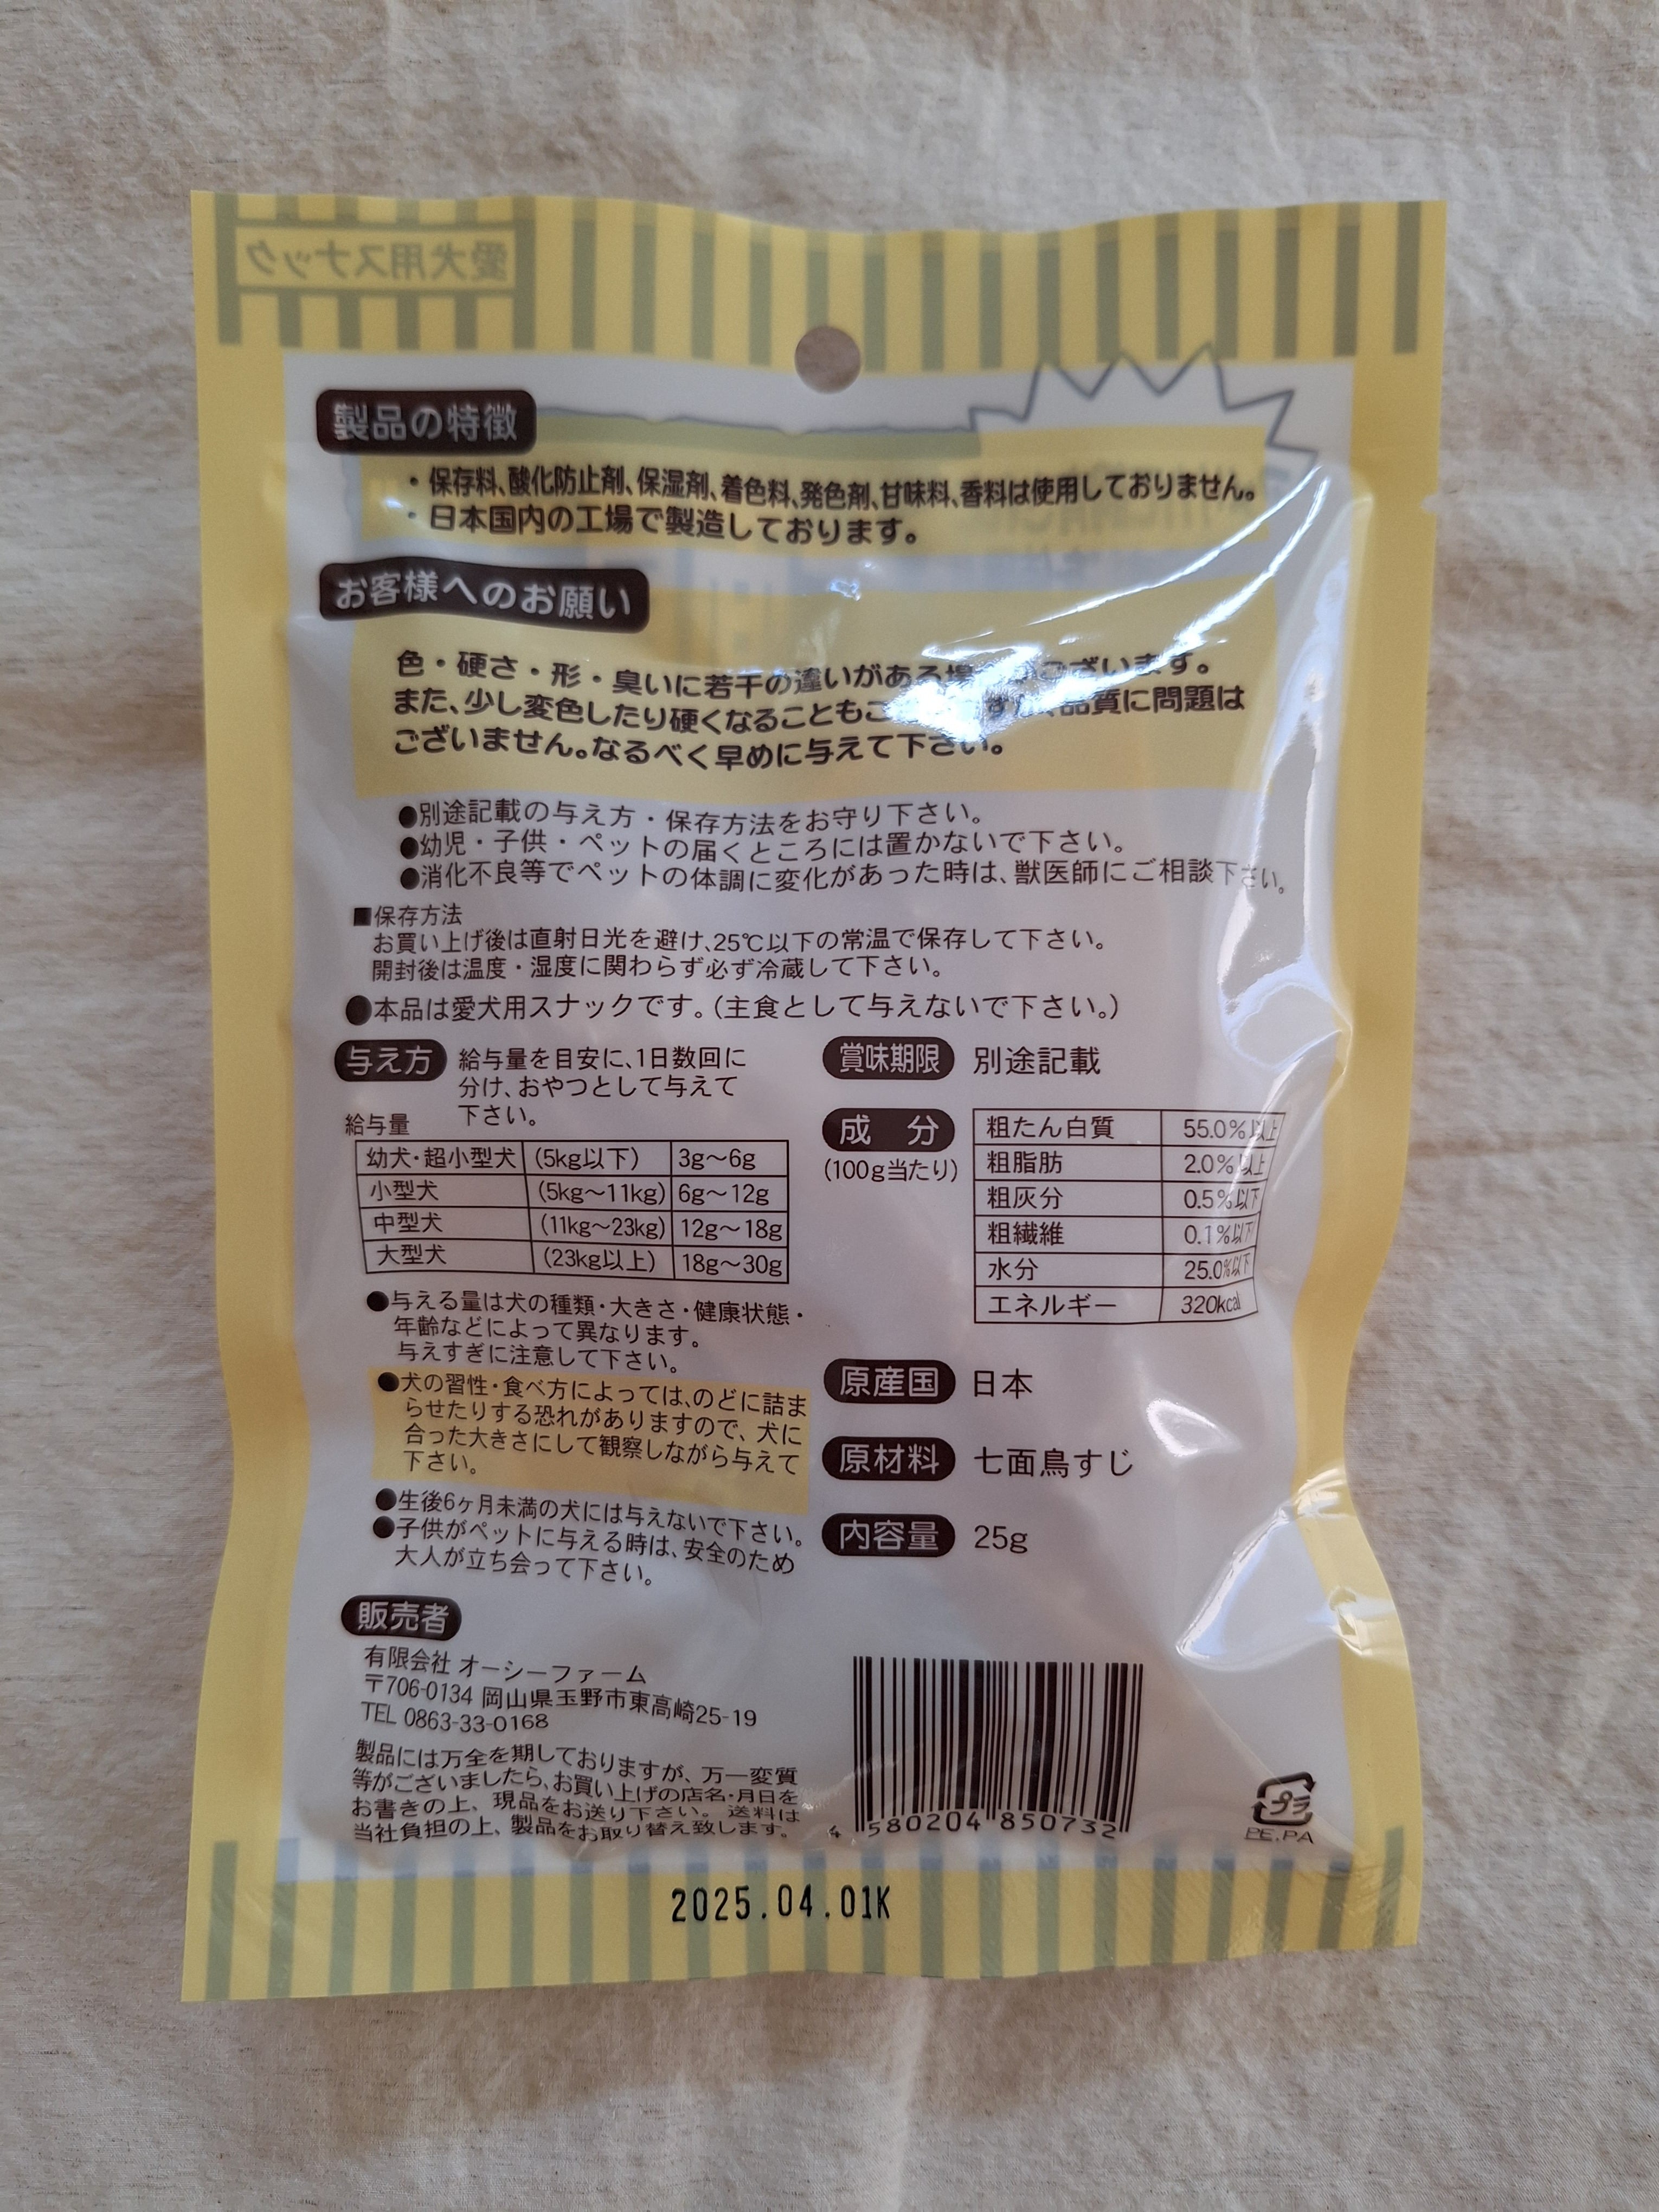 愛犬用スナック
製品の特徴
・保存料、酸化防止剤、保湿剤、着色料、発色剤、甘味料、香料は使用しておりません。
・日本国内の工場で製造しております。
お客様へのお願い
色・硬さ・形・臭いに若干の違いがある場 ございます。
また、少し変色したり硬くなることもこ 品質に問題は
ございません。なるべく早めに与えて下さい。
●別途記載の与え方・保存方法をお守り下さい。
●幼児・子供・ペットの届くところには置かないで下さい。
●消化不良等でペットの体調に変化があった時は、獣医師にご相談下さい。
■保存方法
お買い上げ後は直射日光を避け、25℃以下の常温で保存して下さい。
開封後は温度・湿度に関わらず必ず冷蔵して下さい。
●本品は愛犬用スナックです。(主食として与えないで下さい。)
与え方
給与量を目安に、1日数回に
分け、おやつとして与えて
下さい。
給与量
幼犬・超小型犬 (5kg以下) 3g～6g
小型犬 (5kg～11kg) 6g～12g
中型犬 (11kg～23kg) 12g～18g
大型犬 (23kg以上) 18g～30g
●与える量は犬の種類・大きさ・健康状態・
年齢などによって異なります。
与えすぎに注意して下さい。
●犬の習性・食べ方によっては、のどに詰ま
らせたりする恐れがありますので、犬に
合った大きさにして観察しながら与えて
下さい。
●生後6ヶ月未満の犬には与えないで下さい。
●子供がペットに与える時は、安全のため
大人が立ち会って下さい。
賞味期限 別途記載
成 分
(100g当たり)
粗たん白質 55.0%以上
粗脂肪 2.0%以上
粗灰分 0.5%以下
粗繊維 0.1%以下
水分 25.0%以下
エネルギー 320kcal
原産国 日本
原材料 七面鳥すじ
内容量 25g
販売者
有限会社 オーシーファーム
〒706-0134 岡山県玉野市東高崎25-19
TEL 0863-33-0168
製品には万全を期しておりますが、万一変質
等がございましたら、お買い上げの店名・月日を
お書きの上、現品をお送り下さい。送料は
当社負担の上、製品をお取り替え致します。
4 580204 850732
プラ
PE,PA
2025.04.01K